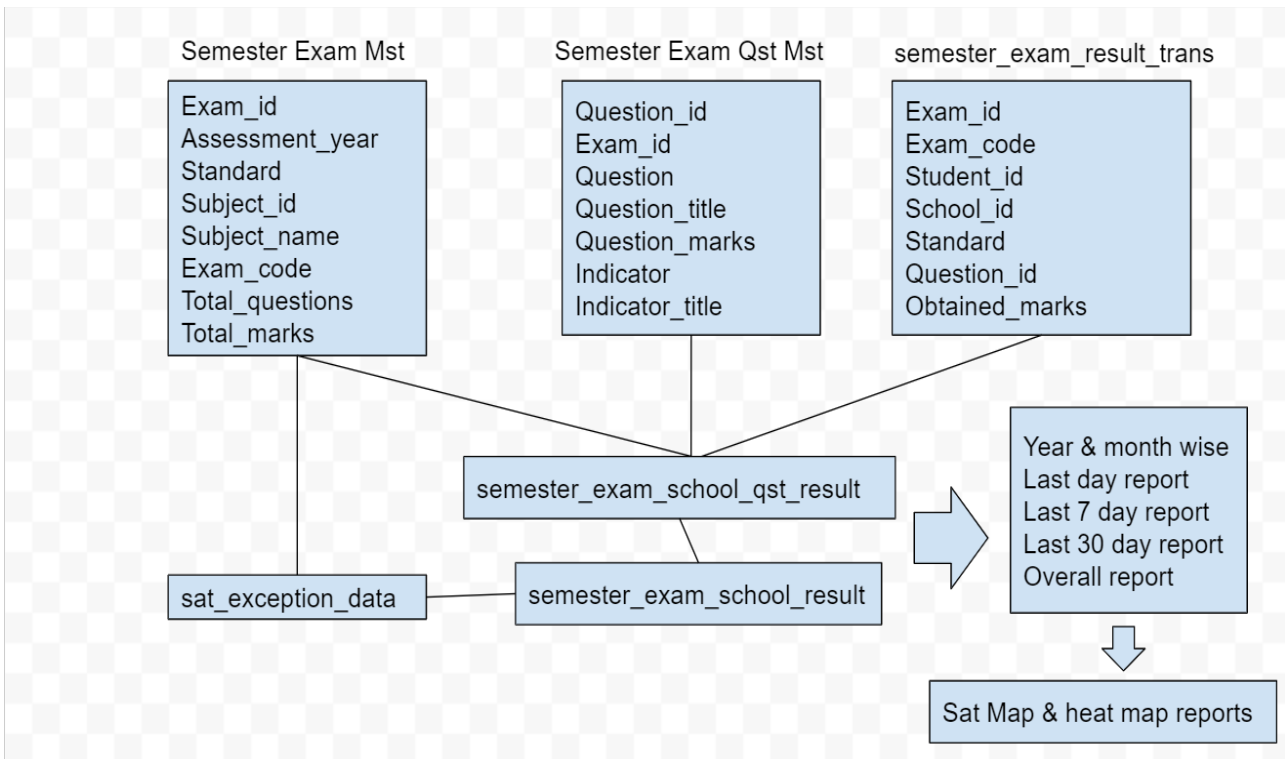 Semester Exam Mst
Exam_id
Assessment_year
Standard
Subject_id
Subject_name
Exam_code
Total_questions
Total_marks
Semester Exam Qst Mst
Question_id
Exam_id
Question
Question_title
Question_marks
Indicator
Indicator_title
semester_exam_result_trans
Exam_id
Exam_code
Student_id
School_id
Standard
Question_id
Obtained_marks
semester_exam_school_qst_result
sat_exception_data
semester_exam_school_result
Year & month wise
Last day report
Last 7 day report
Last 30 day report
Overall report
Sat Map & heat map reports